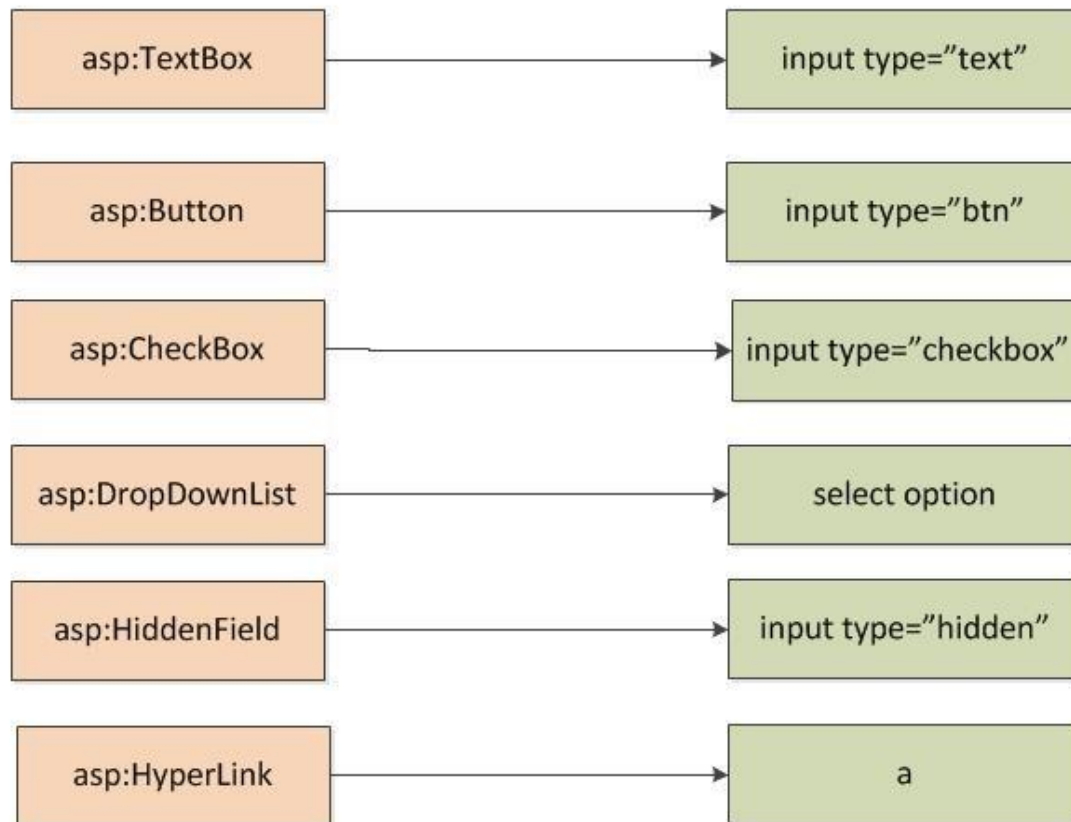 asp:TextBox
input type=”text”
asp:Button
input type=”btn”
asp:CheckBox
input type=”checkbox”
asp:DropDownList
select option
asp:HiddenField
input type=”hidden”
asp:HyperLink
a